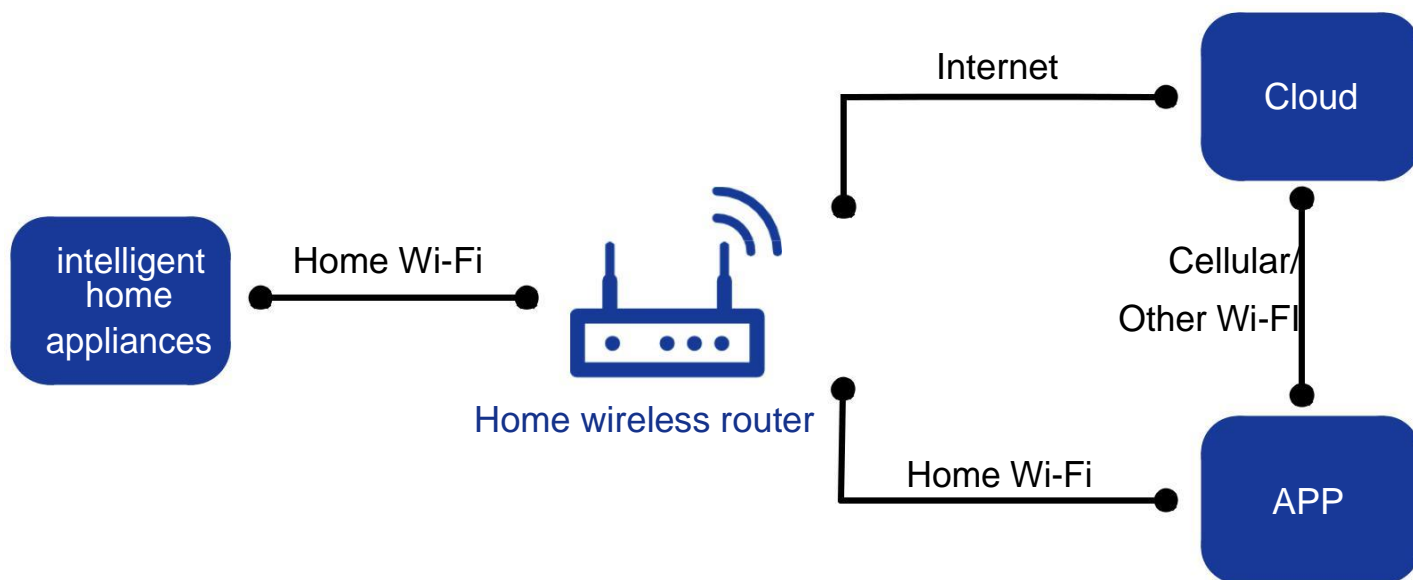 Internet
Cloud
intelligent
home
appliances
Home Wi-Fi
Cellular/
Other Wi-FI
Home wireless router
Home Wi-Fi
APP